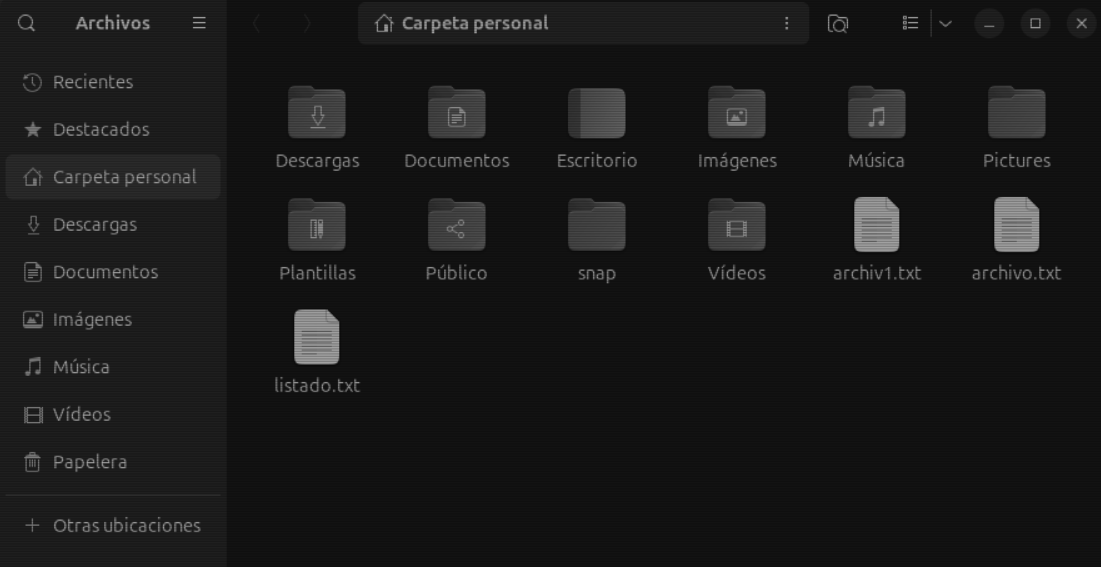 Archivos
Carpeta personal
Recientes
Destacados
Carpeta personal
Descargas
Documentos
Imágenes
Música
Vídeos
Papelera
Otras ubicaciones
Descargas Documentos Escritorio Imágenes Música Pictures
Plantillas Público snap Vídeos archiv1.txt archivo.txt
listado.txt